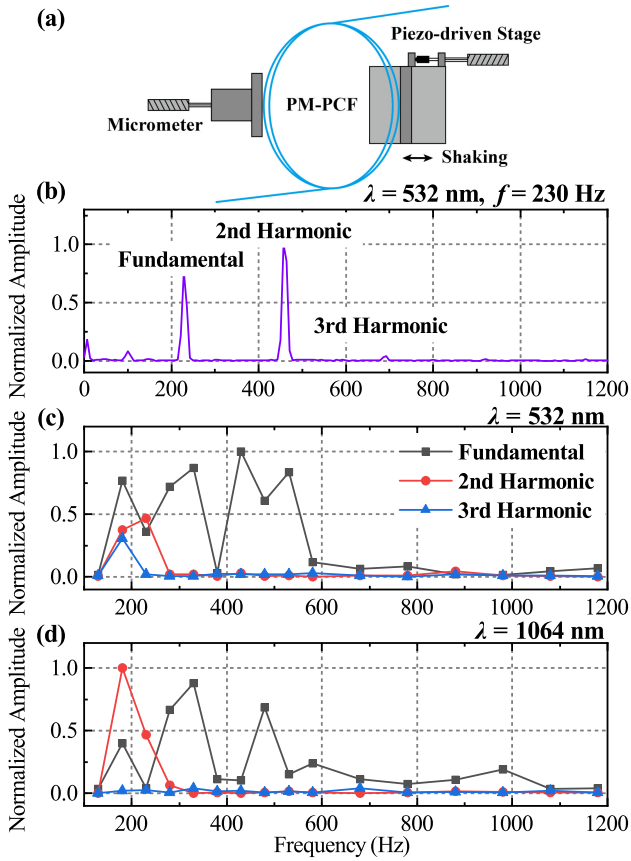 (a)
Piezo-driven Stage
PM-PCF
Micrometer
Shaking
(b)
λ = 532 nm, f = 230 Hz
Normalized Amplitude
1.0
0.5
0.0
2nd Harmonic
Fundamental
3rd Harmonic
0 200 400 600 800 1000 1200
(c)
λ = 532 nm
Normalized Amplitude
1.0
0.5
0.0
Fundamental
2nd Harmonic
3rd Harmonic
200 400 600 800 1000 1200
(d)
λ = 1064 nm
Normalized Amplitude
1.0
0.5
0.0
200 400 600 800 1000 1200
Frequency (Hz)